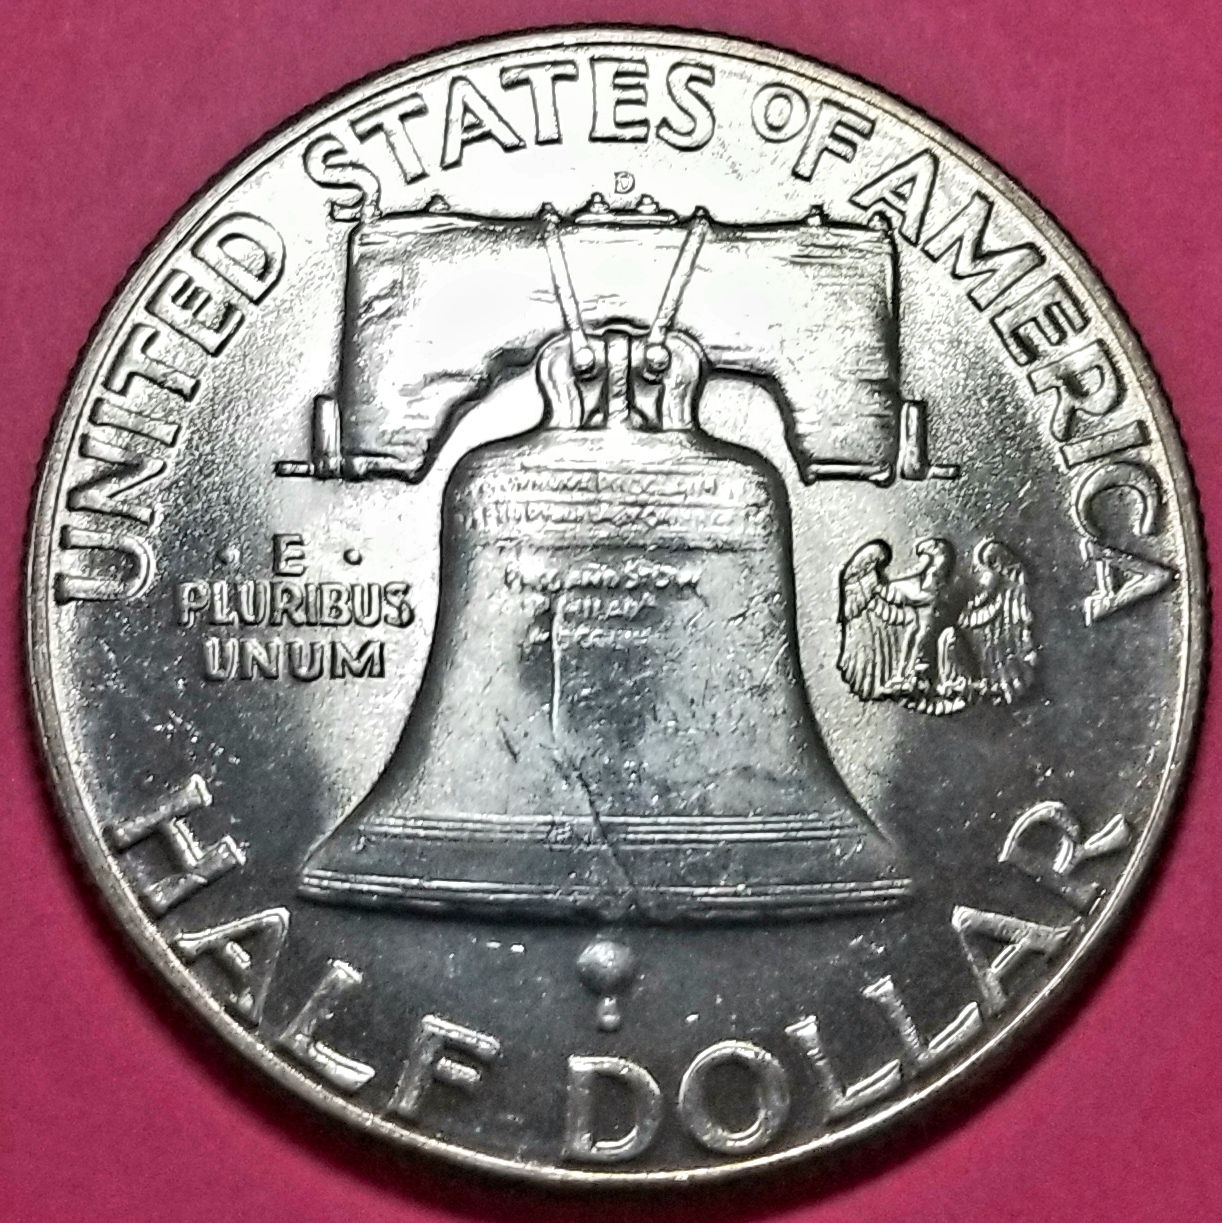 UNITED STATES OF AMERICA
D
· E ·
PLURIBUS
UNUM
HALF DOLLAR